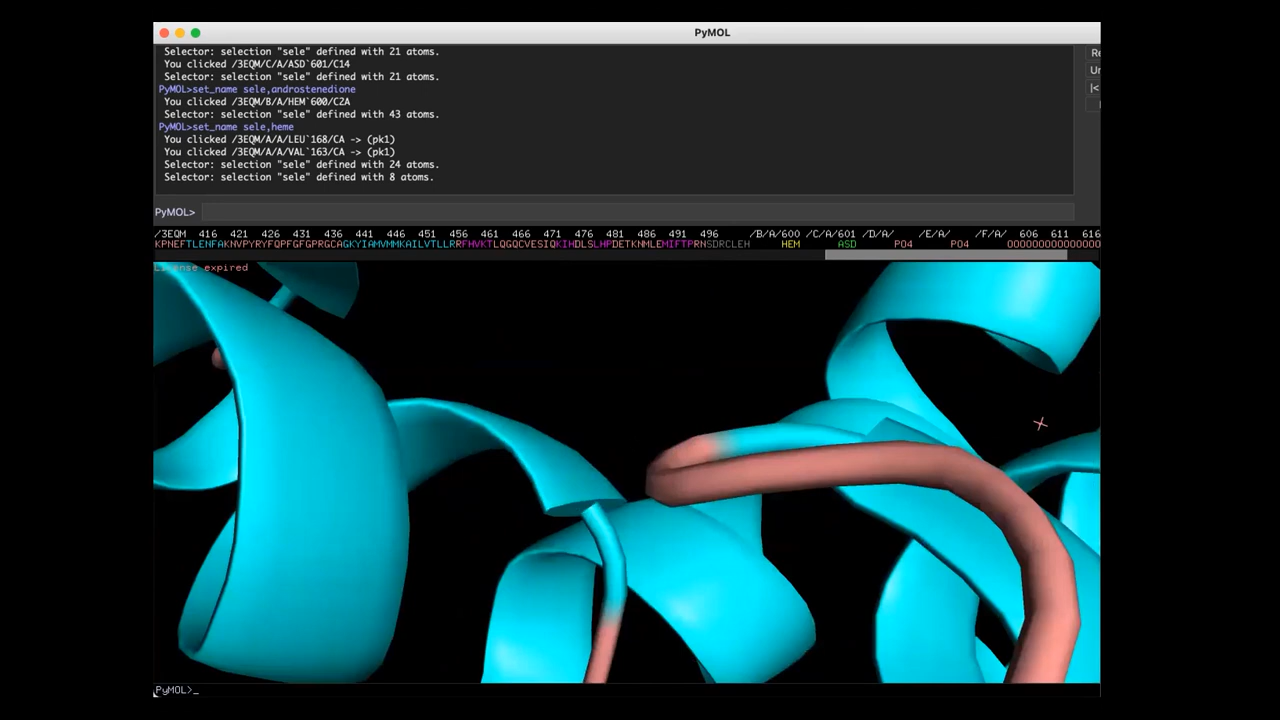 PyMOL
Selector: selection "sele" defined with 21 atoms.
You clicked /3EQM/C/A/ASD`601/C14
Selector: selection "sele" defined with 21 atoms.
PyMOL>set_name sele,androstenedione
You clicked /3EQM/B/A/HEM`600/C2A
Selector: selection "sele" defined with 43 atoms.
PyMOL>set_name sele,heme
You clicked /3EQM/A/A/LEU`168/CA -> (pk1)
You clicked /3EQM/A/A/VAL`163/CA -> (pk1)
Selector: selection "sele" defined with 24 atoms.
Selector: selection "sele" defined with 8 atoms.
Re
Un
|<
PyMOL>
/3EQM 416 421 426 431 436 441 446 451 456 461 466 471 476 481 486 491 496 /B/A/600 /C/A/601 /D/A/ /E/A/ /F/A/ 606 611 616
KPNEFTLENFAKNVPYRYFQPFGFGPRGCAGKYIAMVMMKAILVTLLRRFHVKTLQGQCVESIQKIHDLSLHPDETKNMLEMIFTPRNSDRCLEH HEM ASD PO4 PO4 OOOOOOOOOOOOOOO
License expired
PyMOL>_